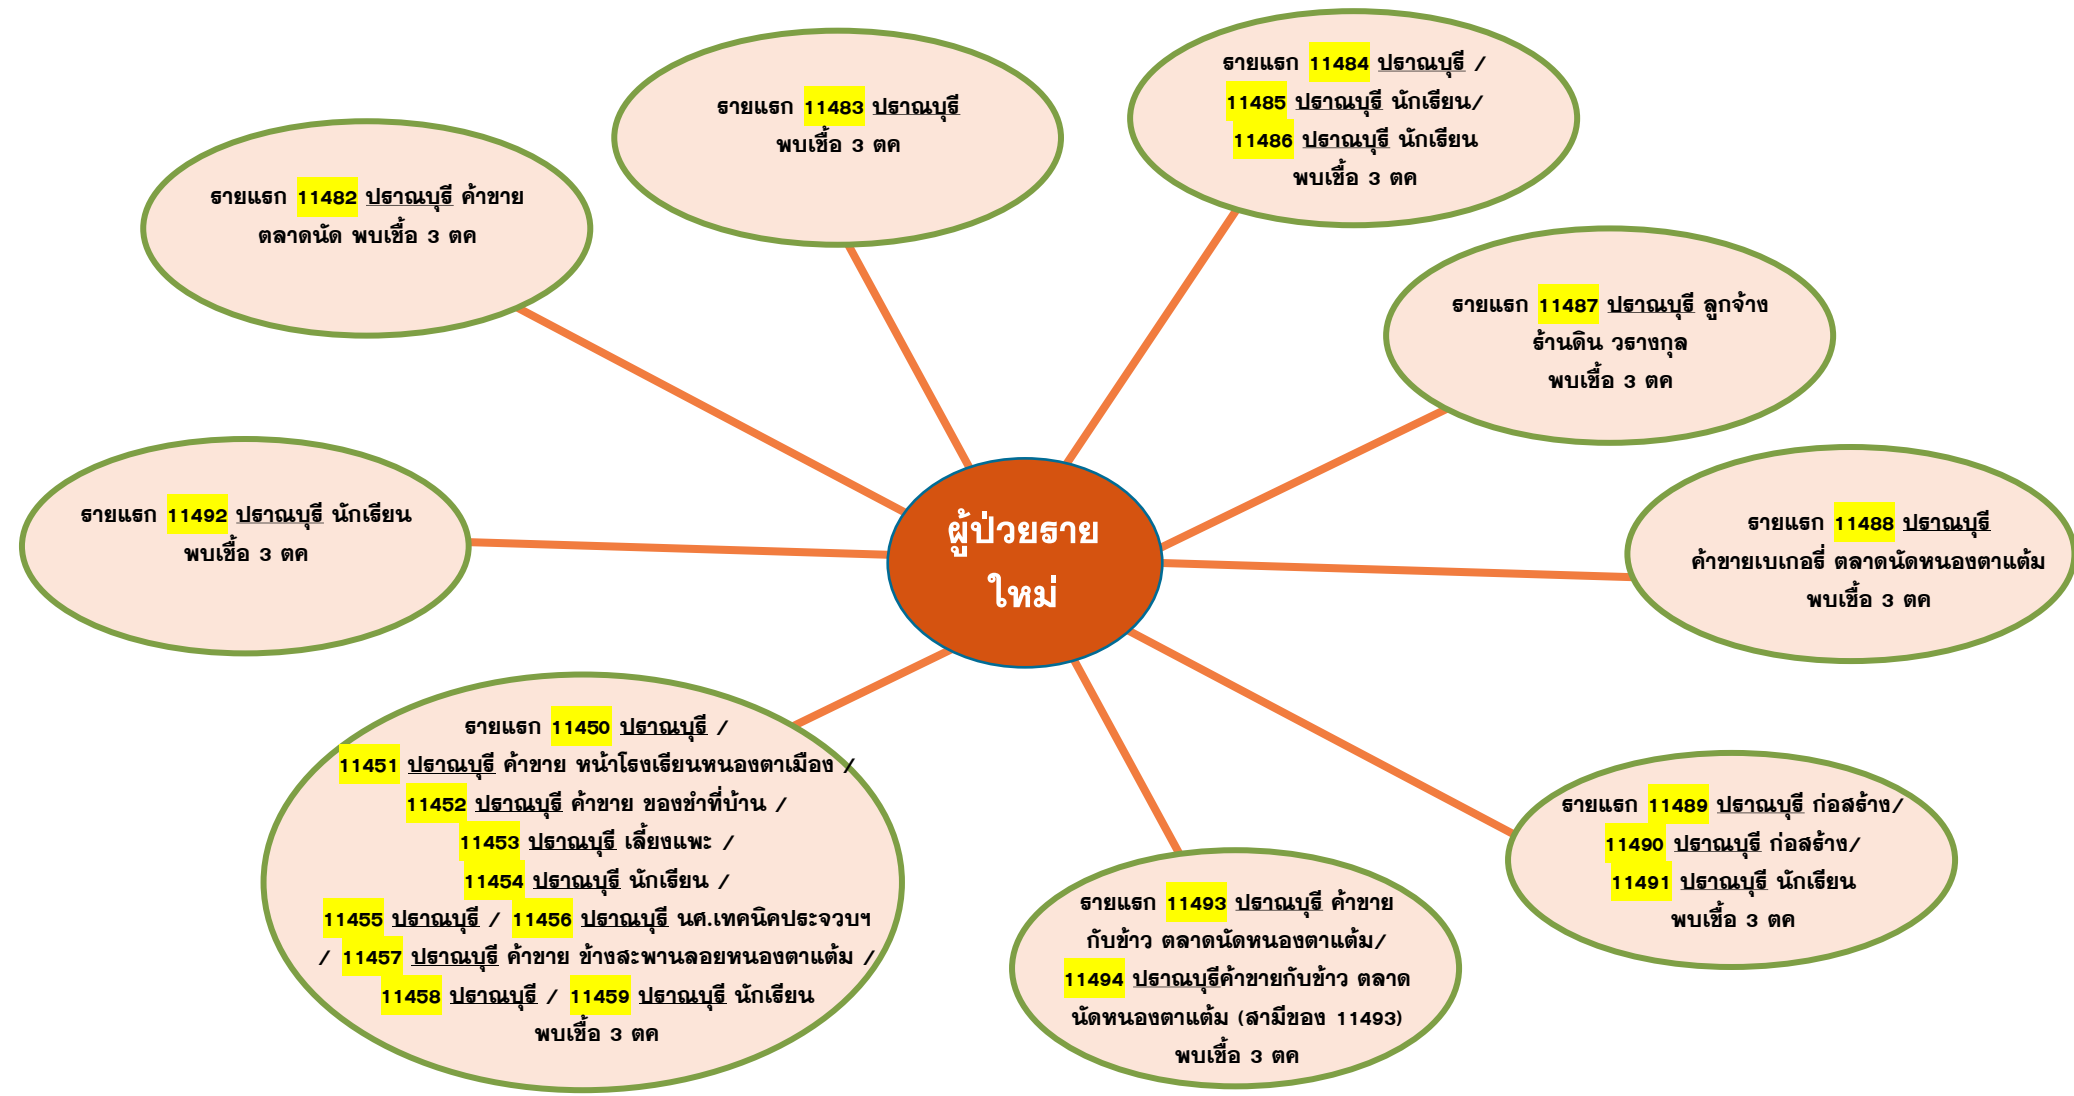 รายแรก 11484 ปราณบุรี /
11485 ปราณบุรี นักเรียน/
11486 ปราณบุรี นักเรียน
พบเชื้อ 3 ตค
รายแรก 11483 ปราณบุรี
พบเชื้อ 3 ตค
รายแรก 11482 ปราณบุรี ค้าขาย
ตลาดนัด พบเชื้อ 3 ตค
รายแรก 11487 ปราณบุรี ลูกจ้าง
ร้านดิน วรางกุล
พบเชื้อ 3 ตค
รายแรก 11492 ปราณบุรี นักเรียน
พบเชื้อ 3 ตค
ผู้ป่วยราย
ใหม่
รายแรก 11488 ปราณบุรี
ค้าขายเบเกอรี่ ตลาดนัดหนองตาแต้ม
พบเชื้อ 3 ตค
รายแรก 11450 ปราณบุรี /
11451 ปราณบุรี ค้าขาย หน้าโรงเรียนหนองตาเมือง /
11452 ปราณบุรี ค้าขาย ของชำที่บ้าน /
11453 ปราณบุรี เลี้ยงแพะ /
11454 ปราณบุรี นักเรียน /
11455 ปราณบุรี / 11456 ปราณบุรี นศ.เทคนิคประจวบฯ
/ 11457 ปราณบุรี ค้าขาย ข้างสะพานลอยหนองตาแต้ม /
11458 ปราณบุรี / 11459 ปราณบุรี นักเรียน
พบเชื้อ 3 ตค
รายแรก 11493 ปราณบุรี ค้าขาย
กับข้าว ตลาดนัดหนองตาแต้ม/
11494 ปราณบุรีค้าขายกับข้าว ตลาด
นัดหนองตาแต้ม (สามีของ 11493)
พบเชื้อ 3 ตค
รายแรก 11489 ปราณบุรี ก่อสร้าง/
11490 ปราณบุรี ก่อสร้าง/
11491 ปราณบุรี นักเรียน
พบเชื้อ 3 ตค